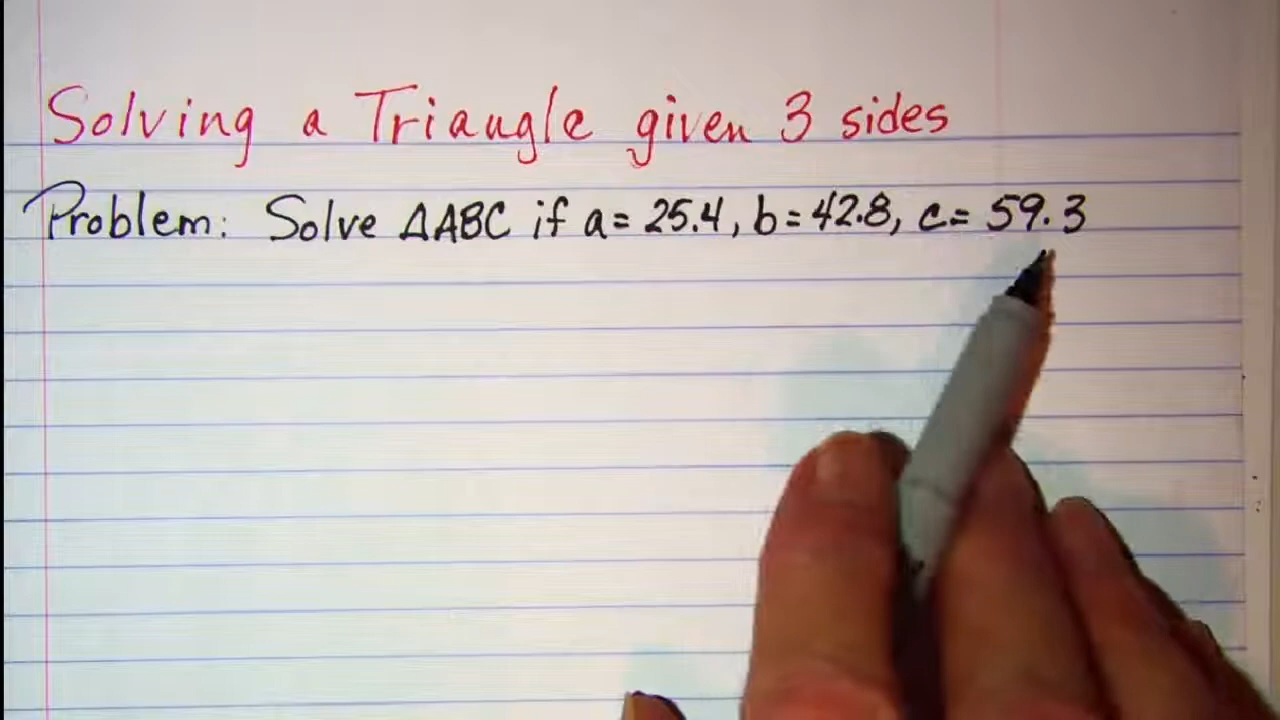 Solving a Triangle given 3 sides
Problem: Solve ΔABC if a = 25.4, b = 42.8, c = 59.3